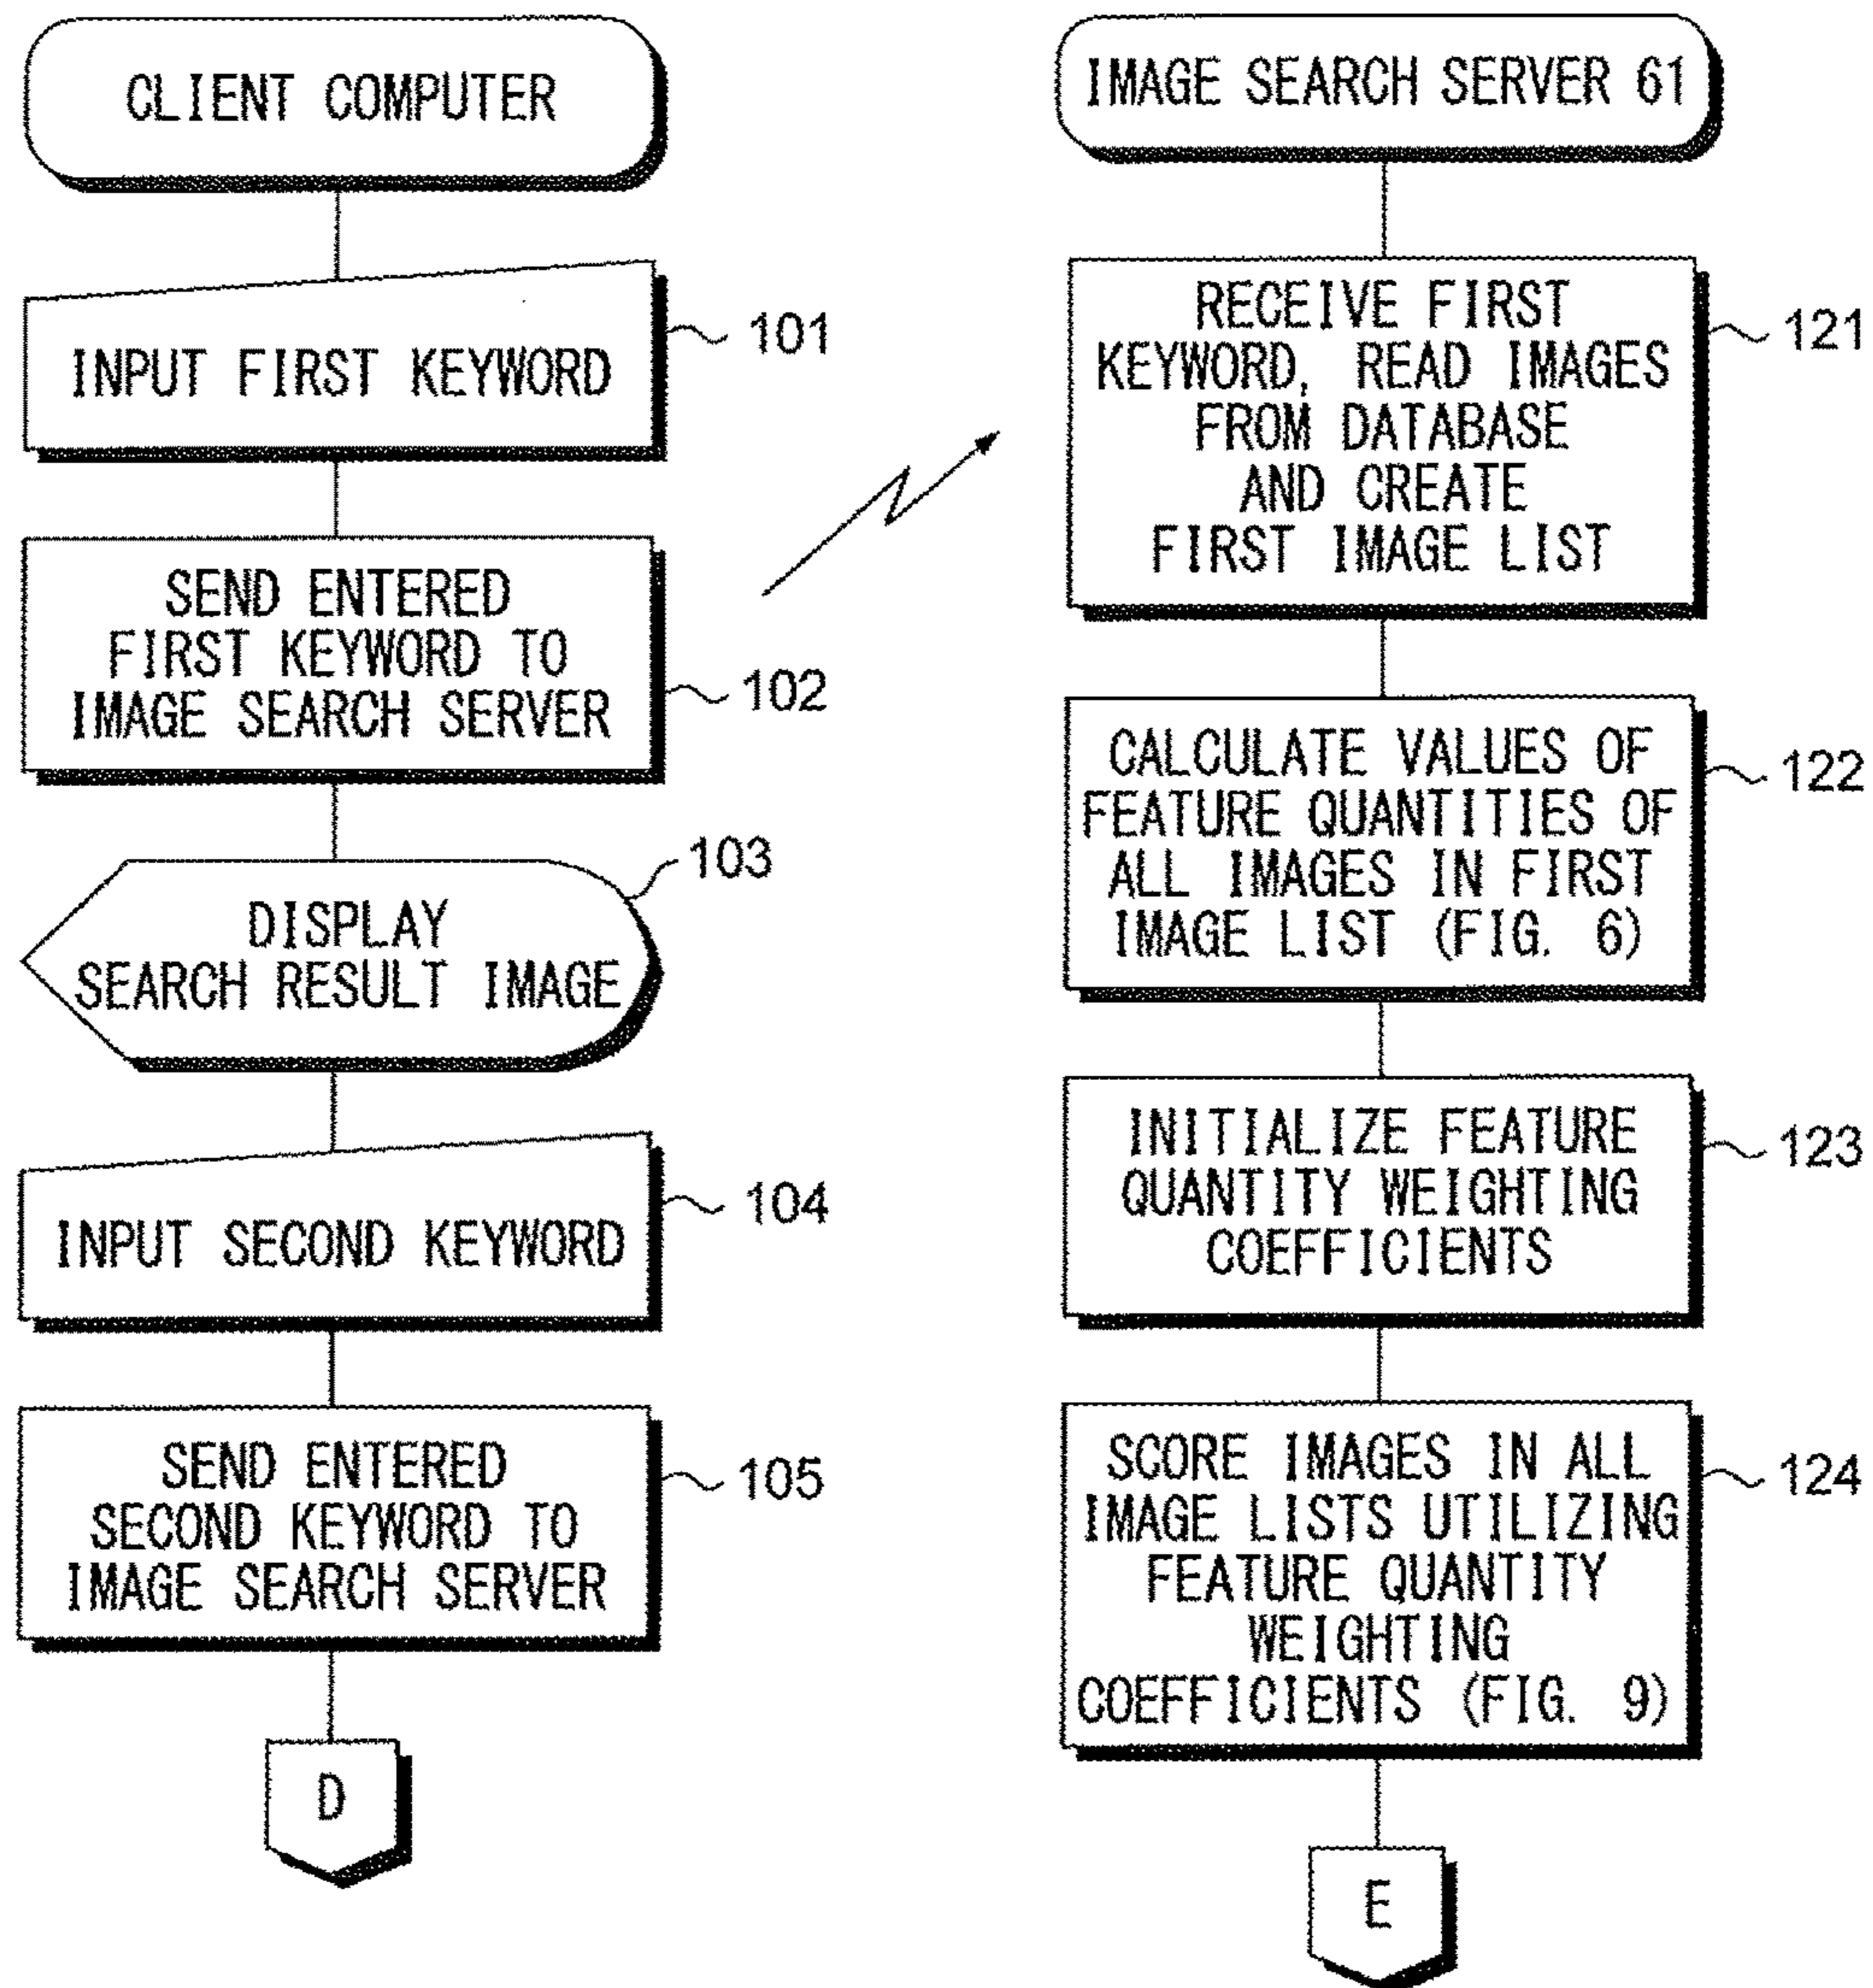 CLIENT COMPUTER
INPUT FIRST KEYWORD
101
SEND ENTERED
FIRST KEYWORD TO
IMAGE SEARCH SERVER
102
DISPLAY
SEARCH RESULT IMAGE
103
INPUT SECOND KEYWORD
104
SEND ENTERED
SECOND KEYWORD TO
IMAGE SEARCH SERVER
105
D
IMAGE SEARCH SERVER 61
RECEIVE FIRST
KEYWORD, READ IMAGES
FROM DATABASE
AND CREATE
FIRST IMAGE LIST
121
CALCULATE VALUES OF
FEATURE QUANTITIES OF
ALL IMAGES IN FIRST
IMAGE LIST (FIG. 6)
122
INITIALIZE FEATURE
QUANTITY WEIGHTING
COEFFICIENTS
123
SCORE IMAGES IN ALL
IMAGE LISTS UTILIZING
FEATURE QUANTITY
WEIGHTING
COEFFICIENTS (FIG. 9)
124
E